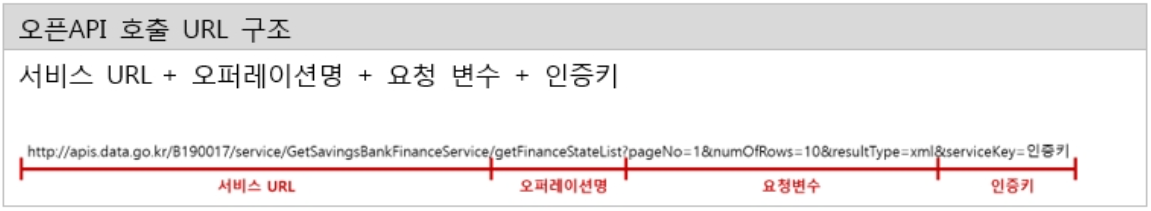 오픈API 호출 URL 구조
서비스 URL + 오퍼레이션명 + 요청 변수 + 인증키
http://apis.data.go.kr/B190017/service/GetSavingsBankFinanceService/getFinanceStateList?pageNo=1&numOfRows=10&resultType=xml&serviceKey=인증키
서비스 URL 오퍼레이션명 요청변수 인증키